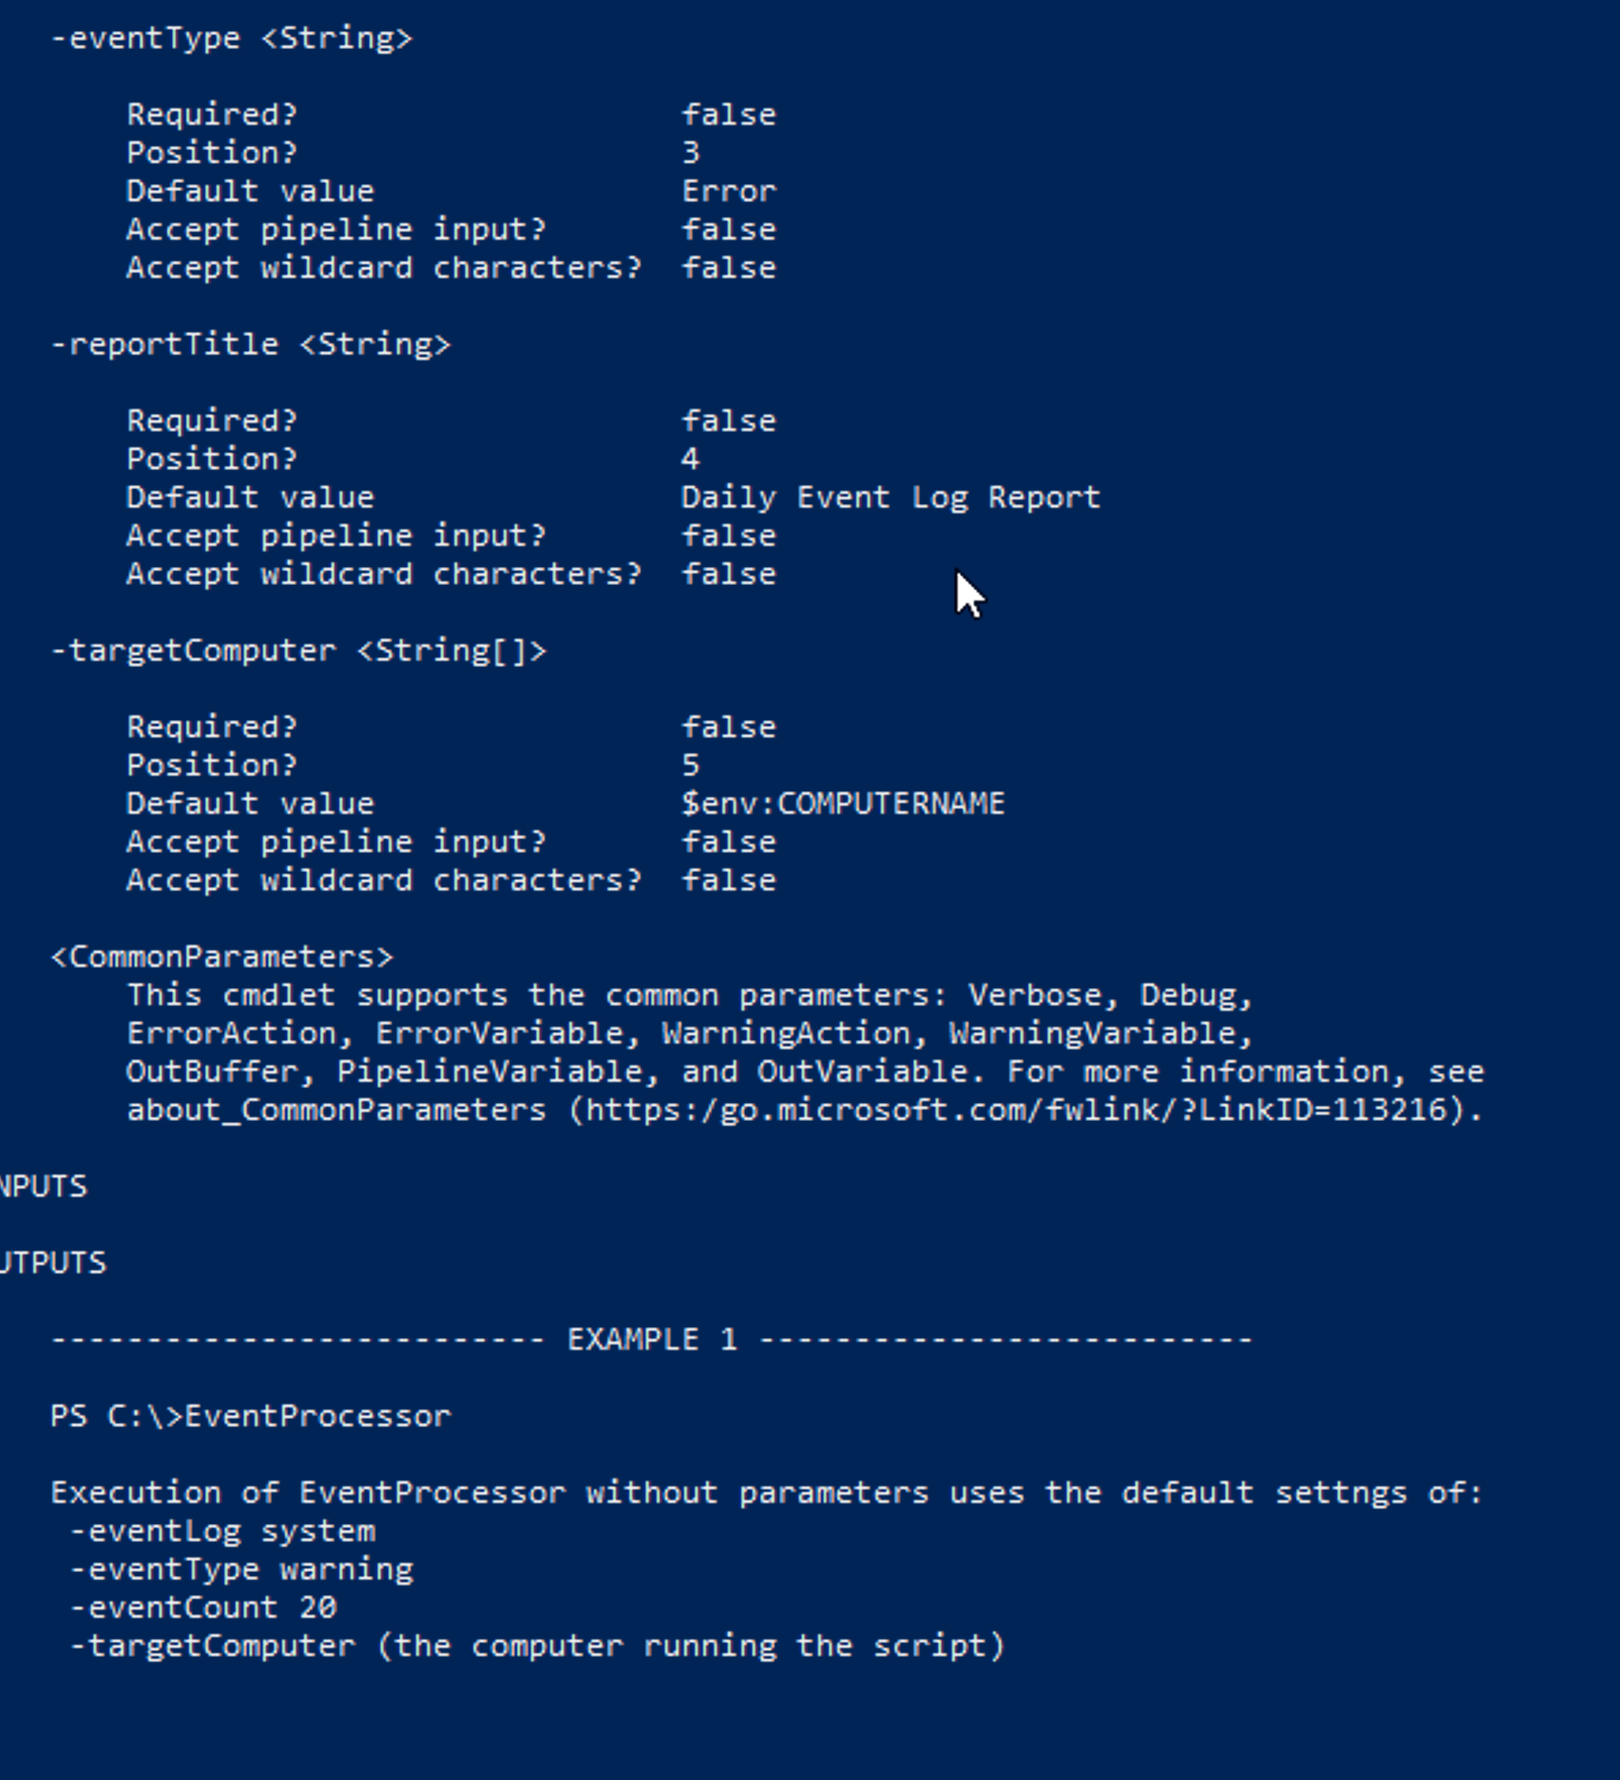 -eventType <String>
Required? false
Position? 3
Default value Error
Accept pipeline input? false
Accept wildcard characters? false
-reportTitle <String>
Required? false
Position? 4
Default value Daily Event Log Report
Accept pipeline input? false
Accept wildcard characters? false
-targetComputer <String[]>
Required? false
Position? 5
Default value $env:COMPUTERNAME
Accept pipeline input? false
Accept wildcard characters? false
<CommonParameters>
This cmdlet supports the common parameters: Verbose, Debug,
ErrorAction, ErrorVariable, WarningAction, WarningVariable,
OutBuffer, PipelineVariable, and OutVariable. For more information, see
about_CommonParameters (https:/go.microsoft.com/fwlink/?LinkID=113216).
NPUTS
UTPUTS
-------------------------- EXAMPLE 1 --------------------------
PS C:\>EventProcessor
Execution of EventProcessor without parameters uses the default settngs of:
-eventLog system
-eventType warning
-eventCount 20
-targetComputer (the computer running the script)